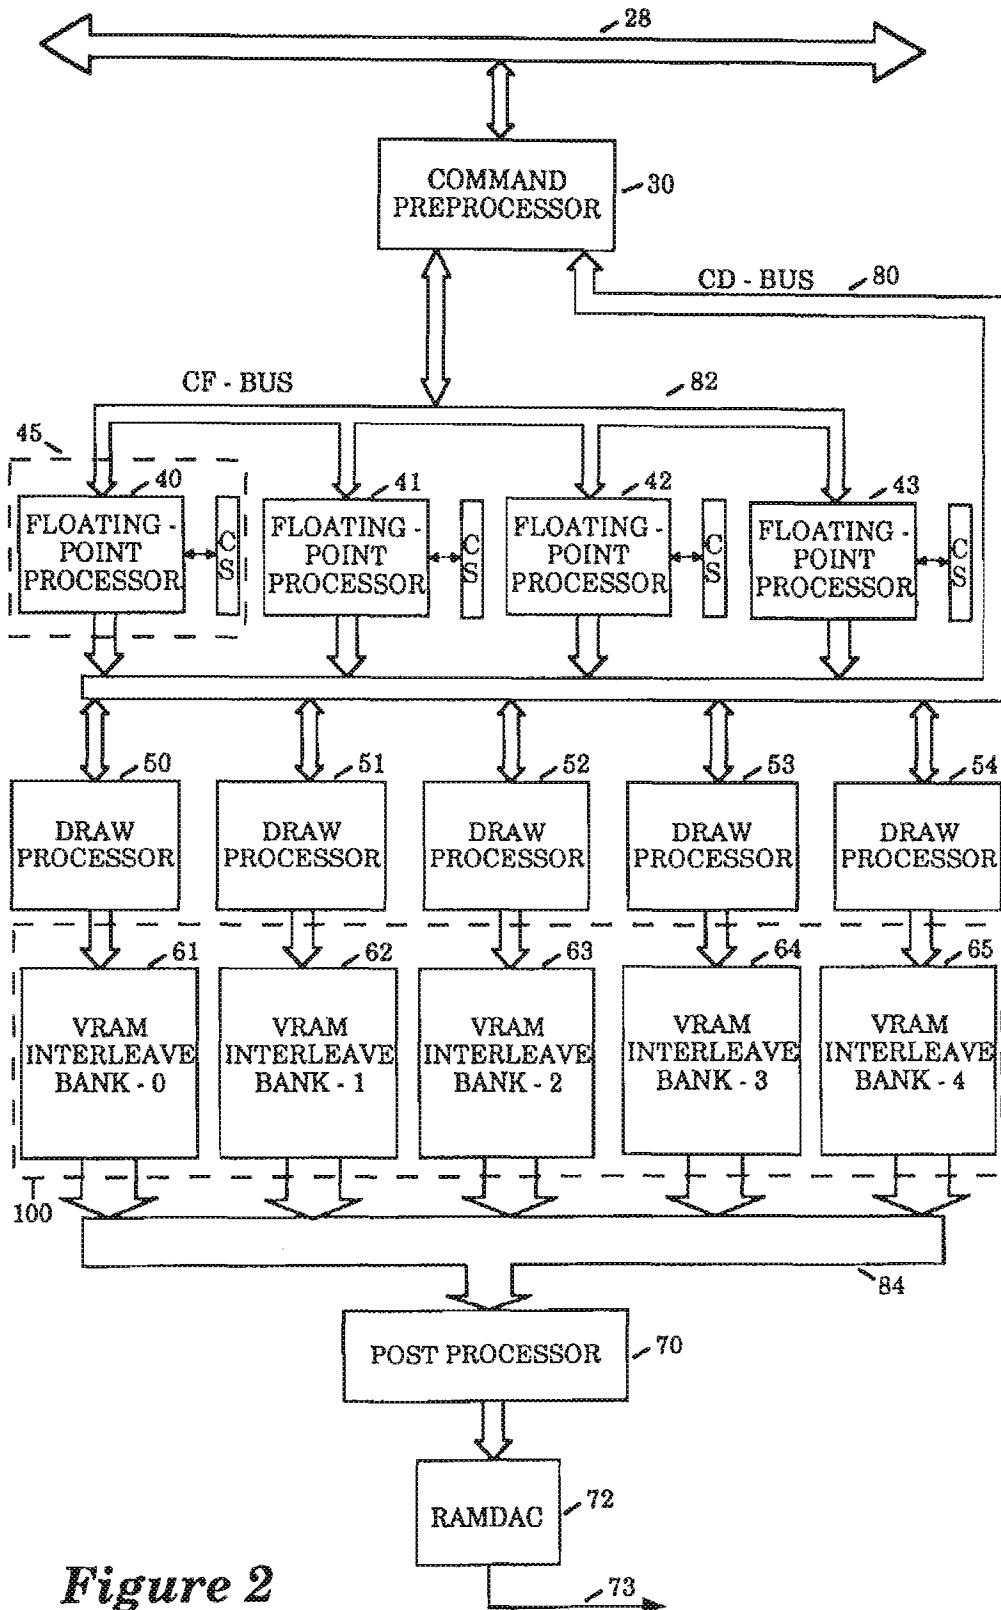 28
COMMAND
PREPROCESSOR
30
CD - BUS
80
CF - BUS
82
45
40
41
42
43
FLOATING -
POINT
PROCESSOR
CS
FLOATING -
POINT
PROCESSOR
CS
FLOATING -
POINT
PROCESSOR
CS
FLOATING -
POINT
PROCESSOR
CS
50
51
52
53
54
DRAW
PROCESSOR
DRAW
PROCESSOR
DRAW
PROCESSOR
DRAW
PROCESSOR
DRAW
PROCESSOR
61
62
63
64
65
VRAM
INTERLEAVE
BANK - 0
VRAM
INTERLEAVE
BANK - 1
VRAM
INTERLEAVE
BANK - 2
VRAM
INTERLEAVE
BANK - 3
VRAM
INTERLEAVE
BANK - 4
100
84
POST PROCESSOR
70
RAMDAC
72
73
Figure 2